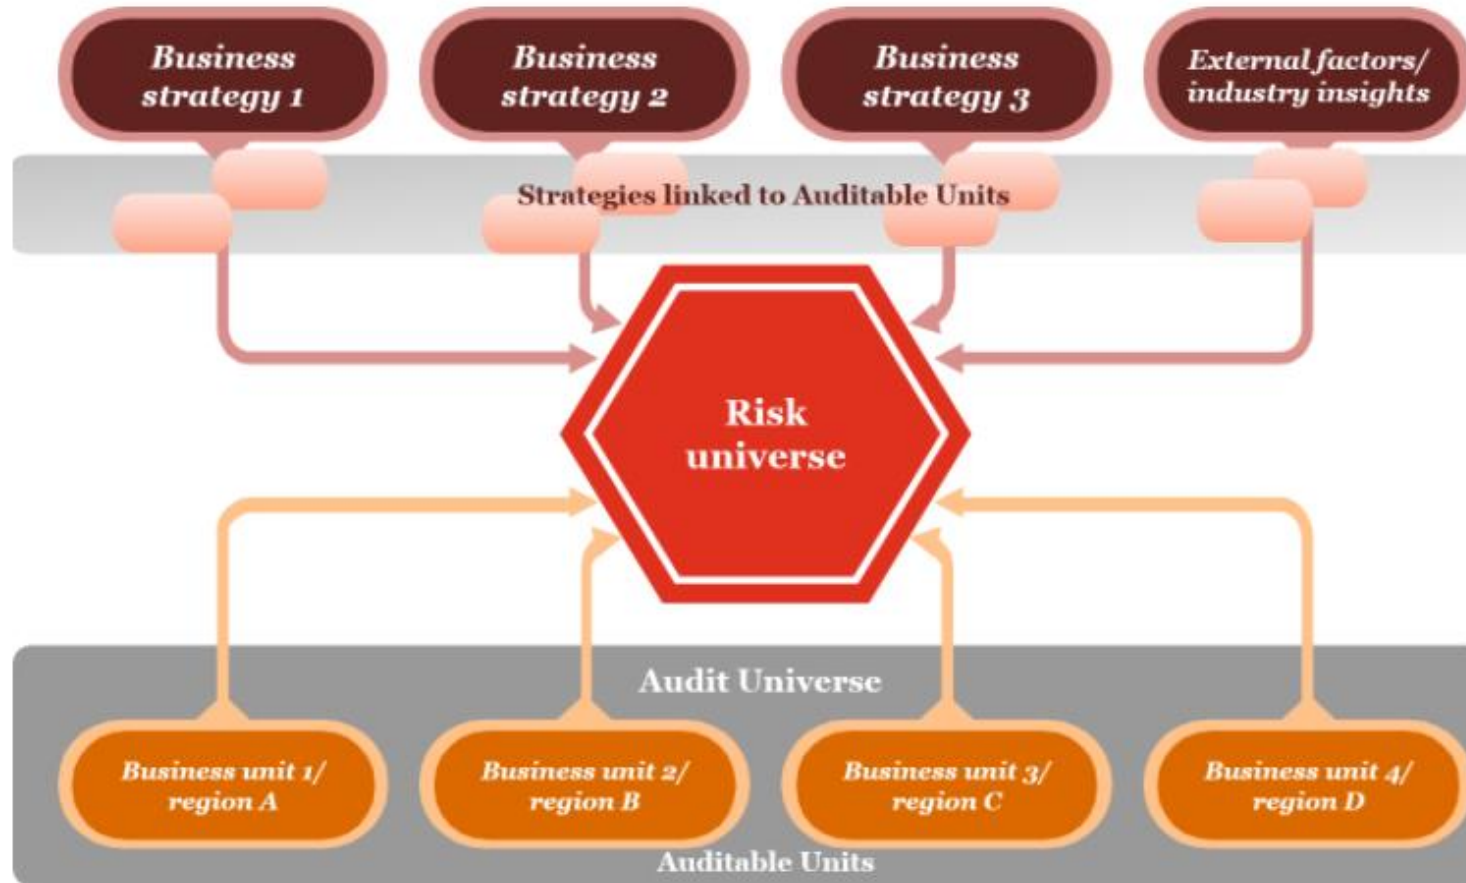 Business
strategy 1
Business
strategy 2
Business
strategy 3
External factors/
industry insights
Strategies linked to Auditable Units
Risk
universe
Audit Universe
Business unit 1/
region A
Business unit 2/
region B
Business unit 3/
region C
Business unit 4/
region D
Auditable Units